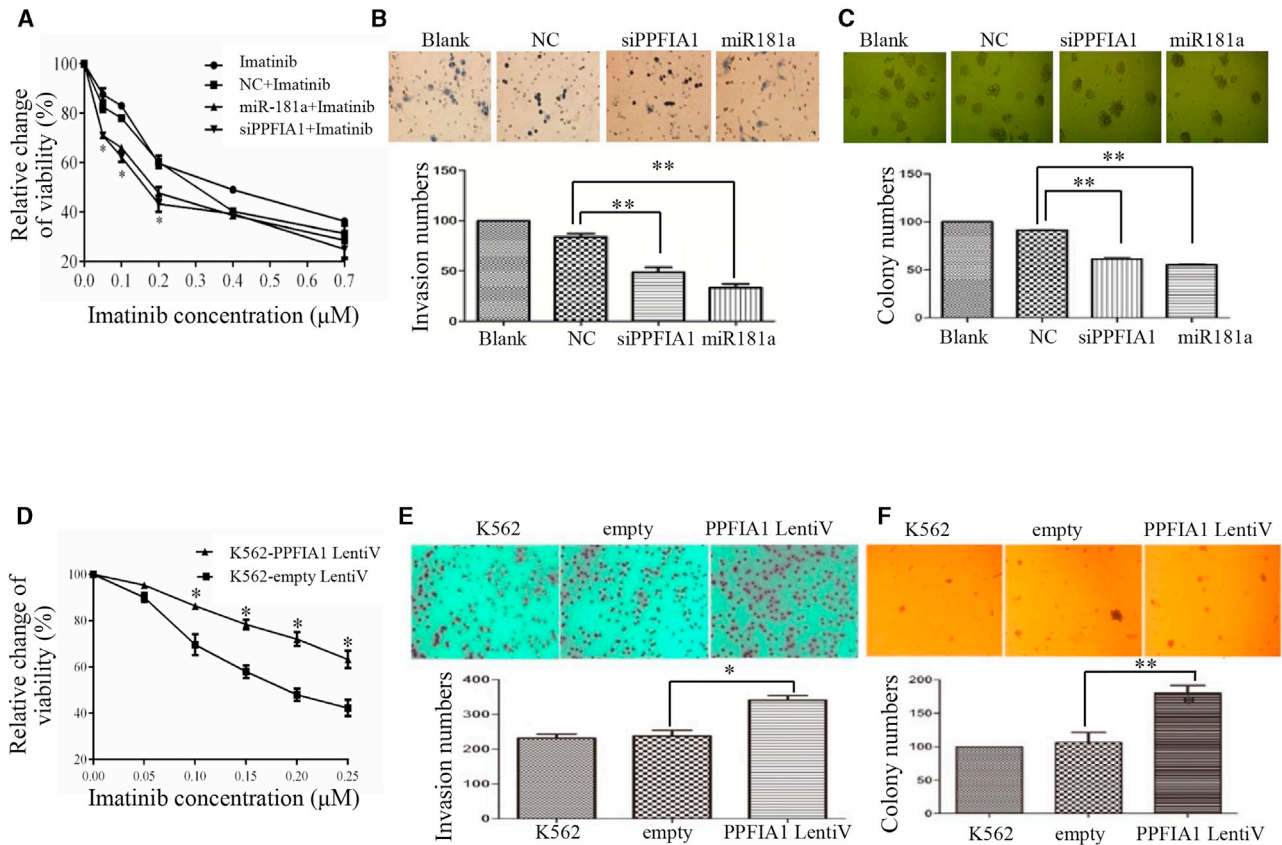 A
Relative change
of viability (%)
100
80
60
40
20
0.0 0.1 0.2 0.3 0.4 0.5 0.6 0.7
Imatinib concentration (μM)
Imatinib
NC+Imatinib
miR-181a+Imatinib
siPPFIA1+Imatinib
*
*
*
B
Blank NC siPPFIA1 miR181a
Invasion numbers
150
100
50
0
**
**
Blank NC siPPFIA1 miR181a
C
Blank NC siPPFIA1 miR181a
Colony numbers
150
100
50
0
**
**
Blank NC siPPFIA1 miR181a
D
Relative change of
viability (%)
100
80
60
40
20
0.00 0.05 0.10 0.15 0.20 0.25
Imatinib concentration (μM)
K562-PPFIA1 LentiV
K562-empty LentiV
* * * *
E
K562 empty PPFIA1 LentiV
Invasion numbers
400
300
200
100
0
*
K562 empty PPFIA1 LentiV
F
K562 empty PPFIA1 LentiV
Colony numbers
200
150
100
50
0
**
K562 empty PPFIA1 LentiV